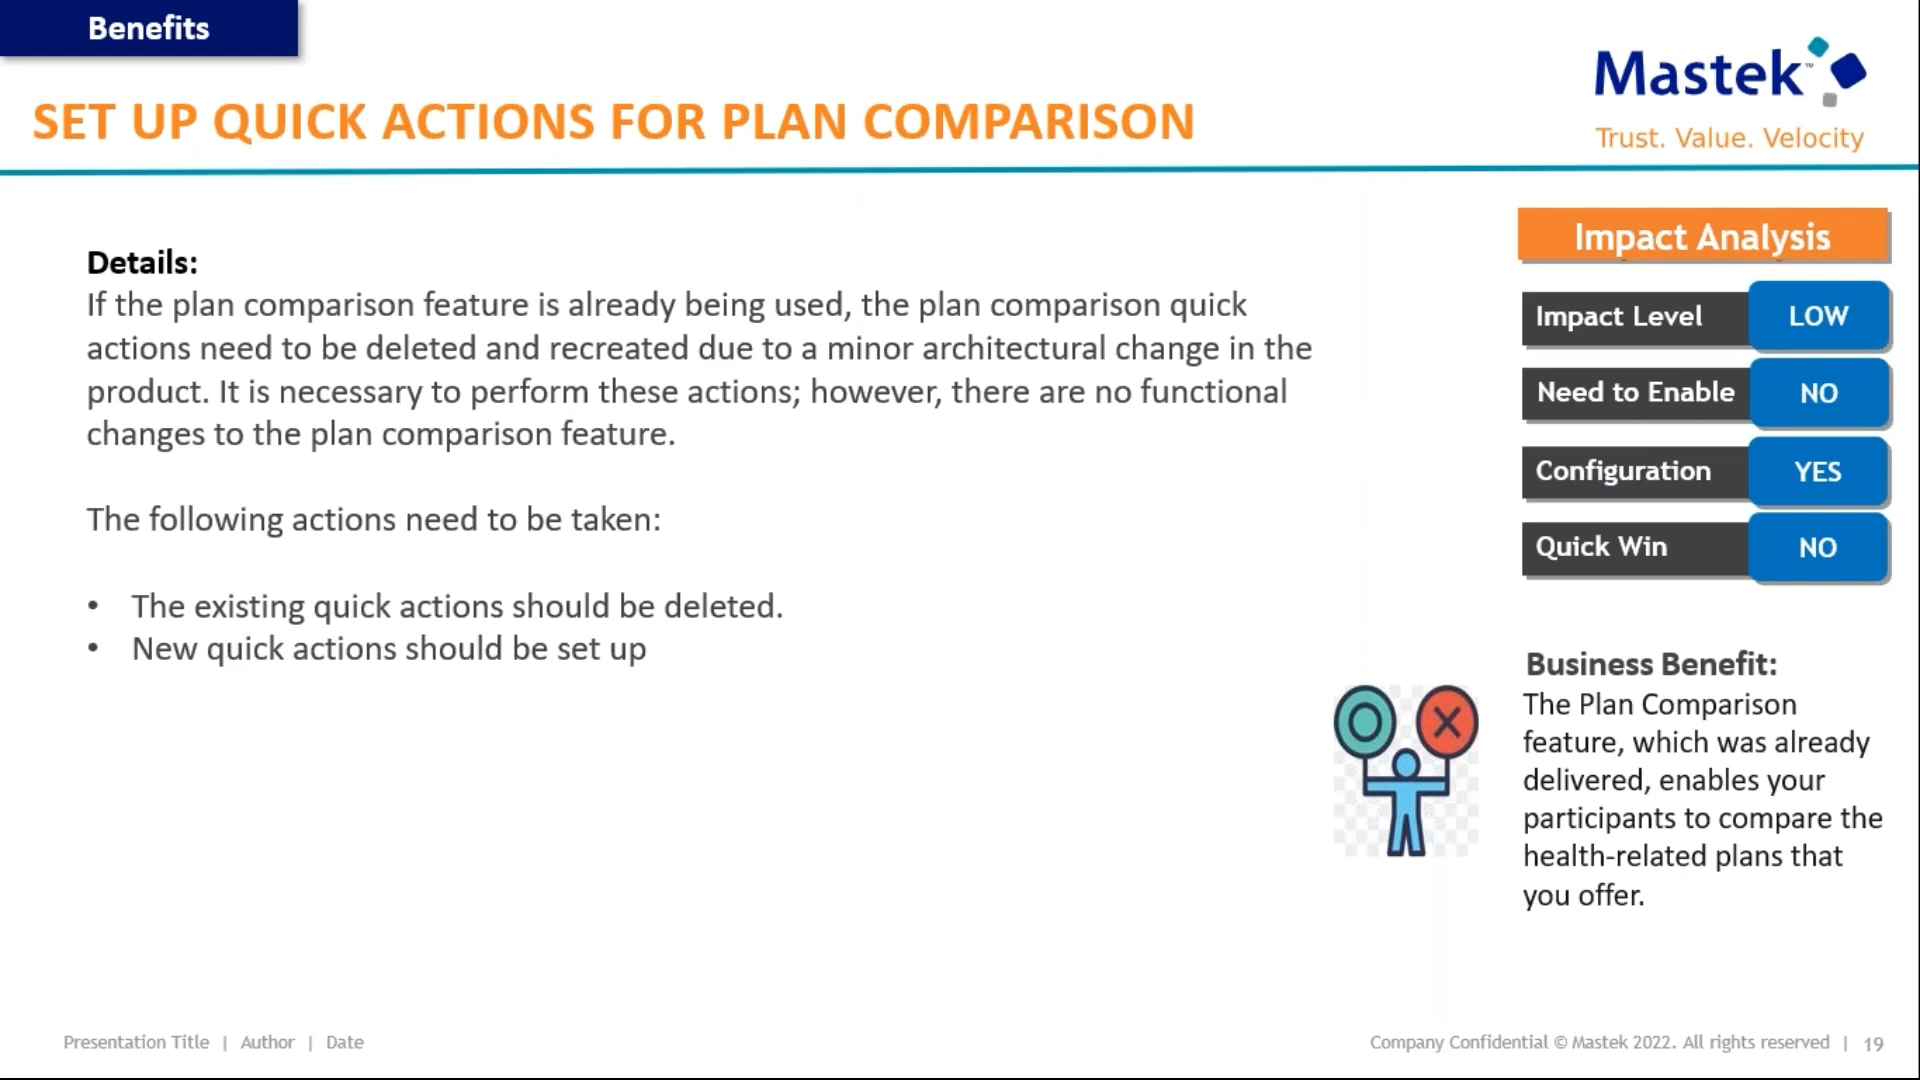 Benefits
SET UP QUICK ACTIONS FOR PLAN COMPARISON
Mastek™
Trust. Value. Velocity
Details:
If the plan comparison feature is already being used, the plan comparison quick
actions need to be deleted and recreated due to a minor architectural change in the
product. It is necessary to perform these actions; however, there are no functional
changes to the plan comparison feature.
The following actions need to be taken:
• The existing quick actions should be deleted.
• New quick actions should be set up
Impact Analysis
Impact Level LOW
Need to Enable NO
Configuration YES
Quick Win NO
Business Benefit:
The Plan Comparison
feature, which was already
delivered, enables your
participants to compare the
health-related plans that
you offer.
Presentation Title | Author | Date
Company Confidential © Mastek 2022. All rights reserved | 19